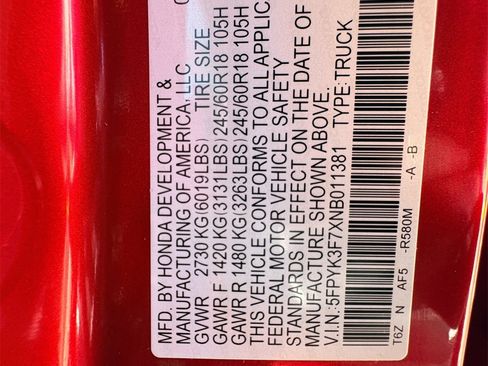 MFD. BY HONDA DEVELOPMENT &
MANUFACTURING OF AMERICA, LLC
GVWR 2730 KG(6019LBS) TIRE SIZE
GAWR F 1420 KG(3131LBS)245/60R18 105H
GAWR R 1480 KG(3263LBS)245/60R18 105H
THIS VEHICLE CONFORMS TO ALL APPLIC
FEDERAL MOTOR VEHICLE SAFETY
STANDARDS IN EFFECT ON THE DATE OF
MANUFACTURE SHOWN ABOVE.
V.I.N:5FPYK3F7XNB011381 TYPE:TRUCK
T6Z N AF5 -R580M -A -B